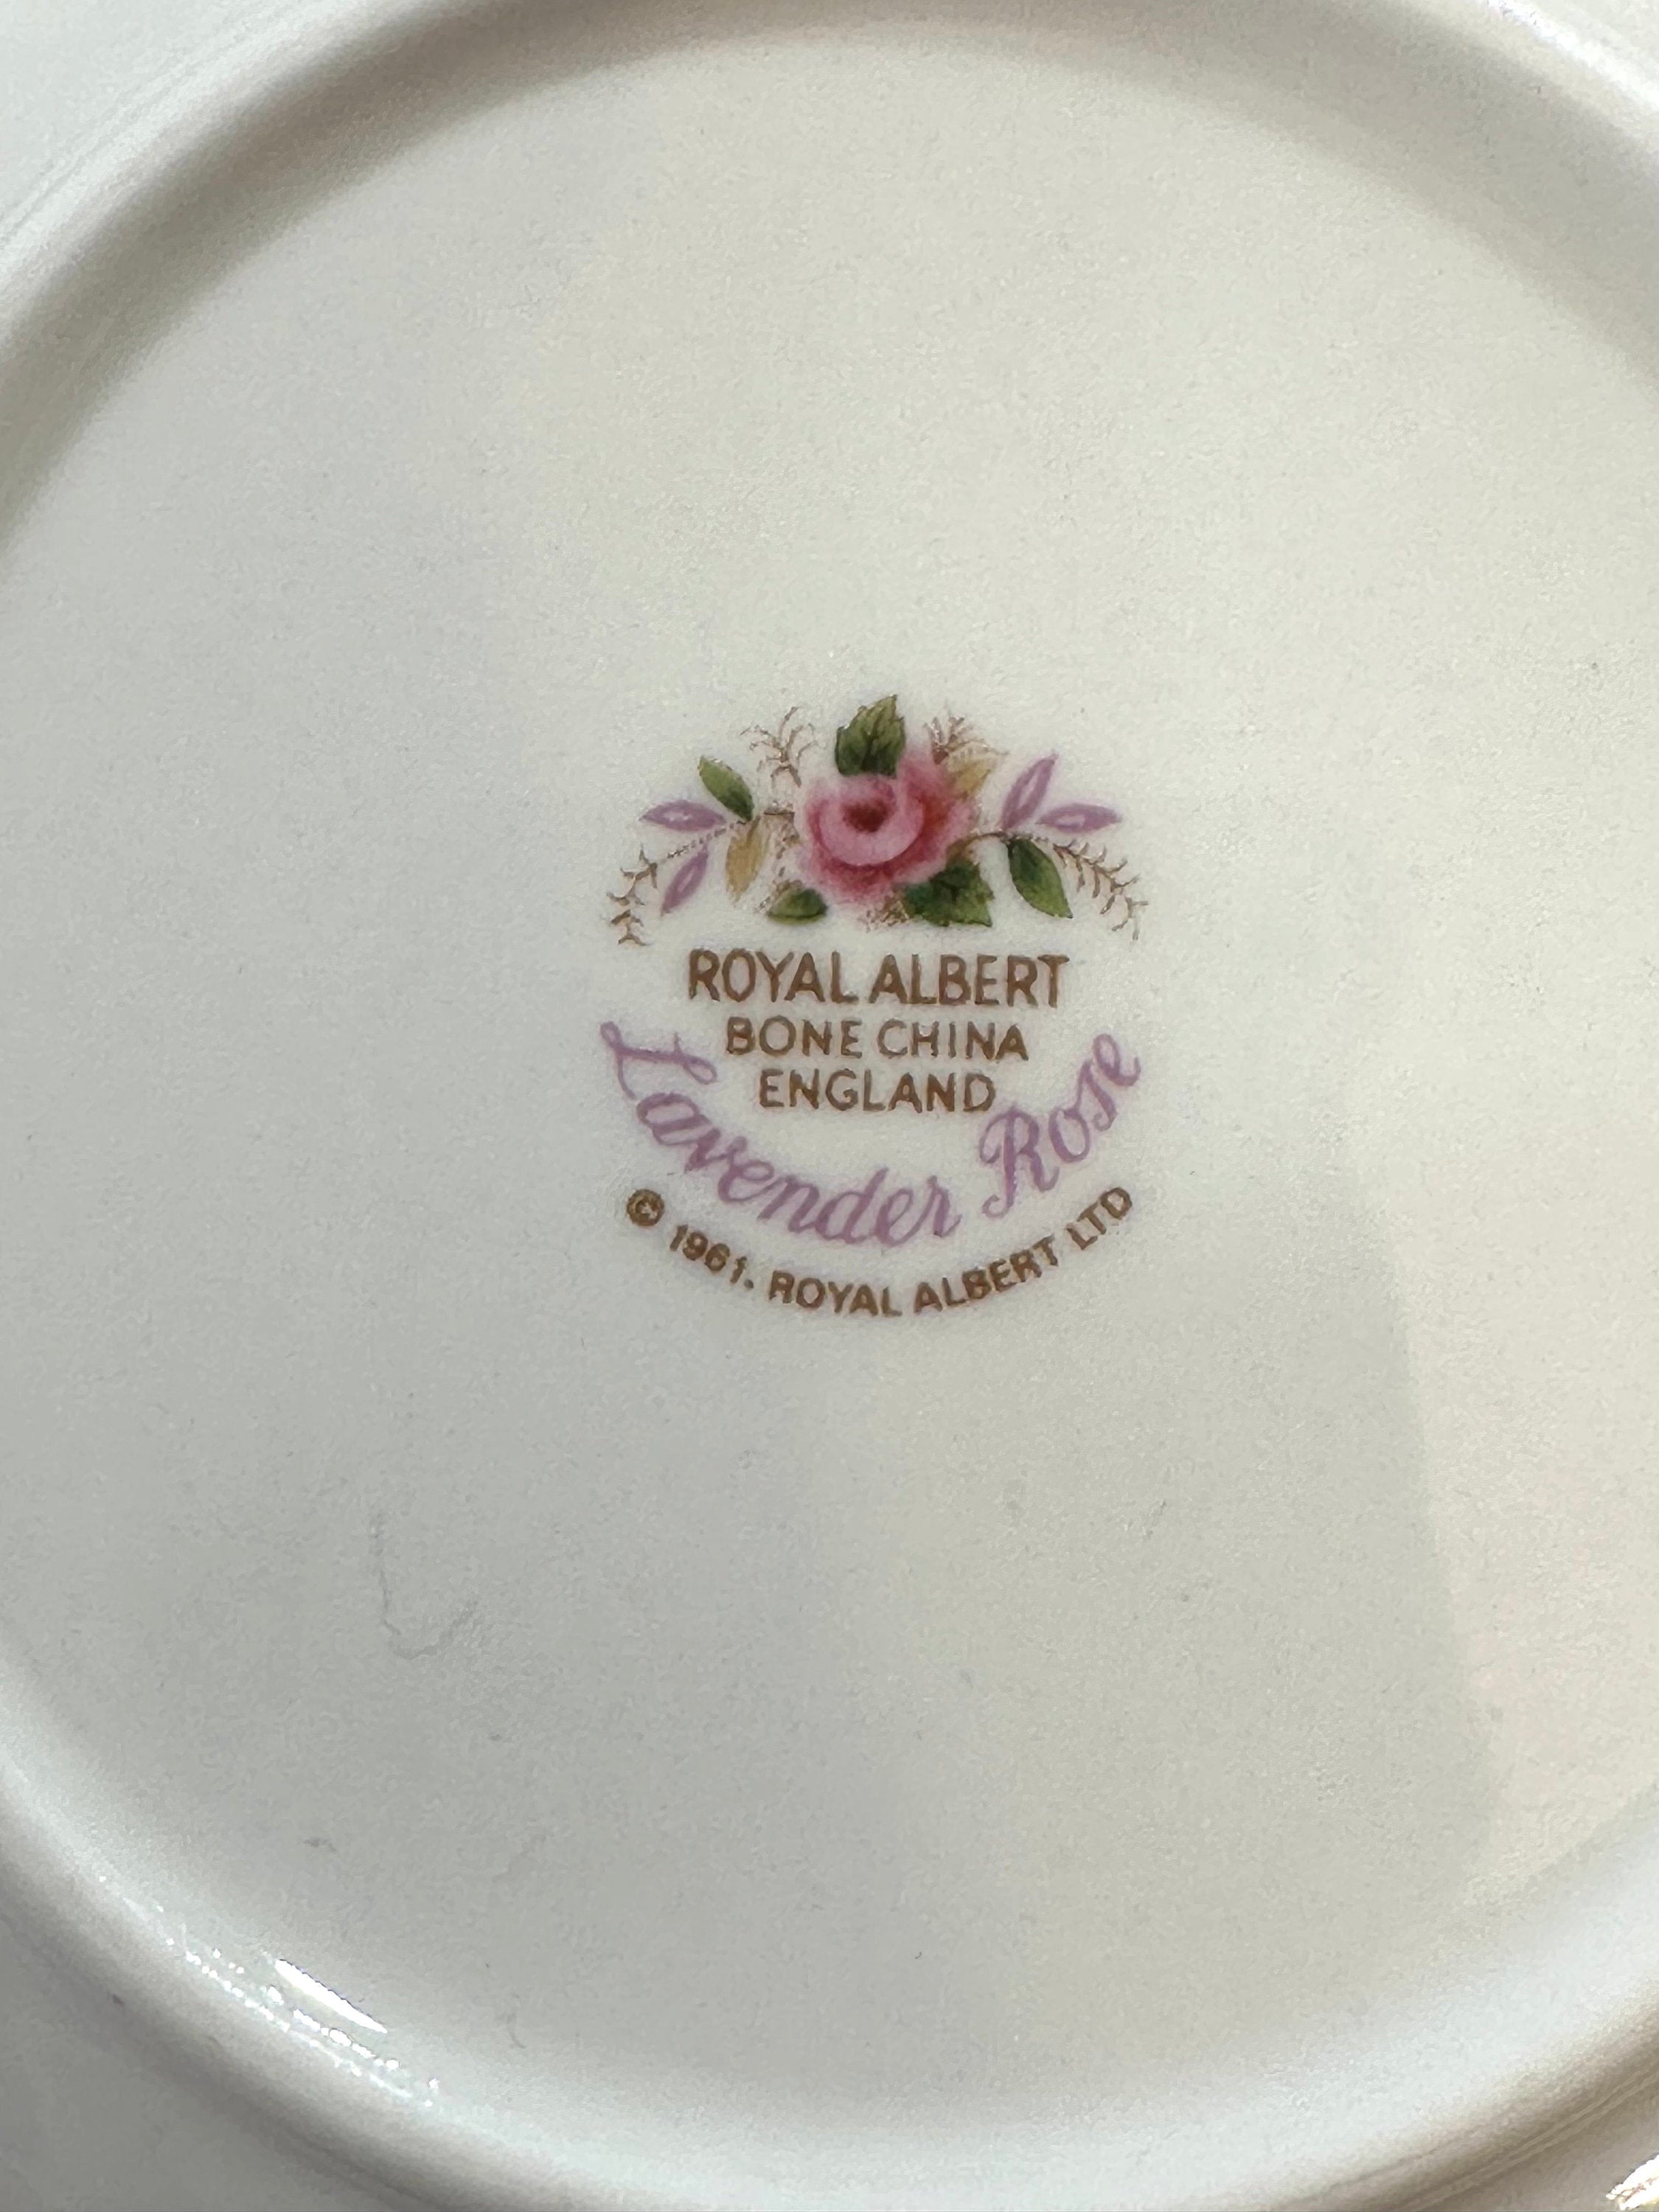 ROYAL ALBERT
BONE CHINA
ENGLAND
Lavender Rose
© 1961. ROYAL ALBERT LTD